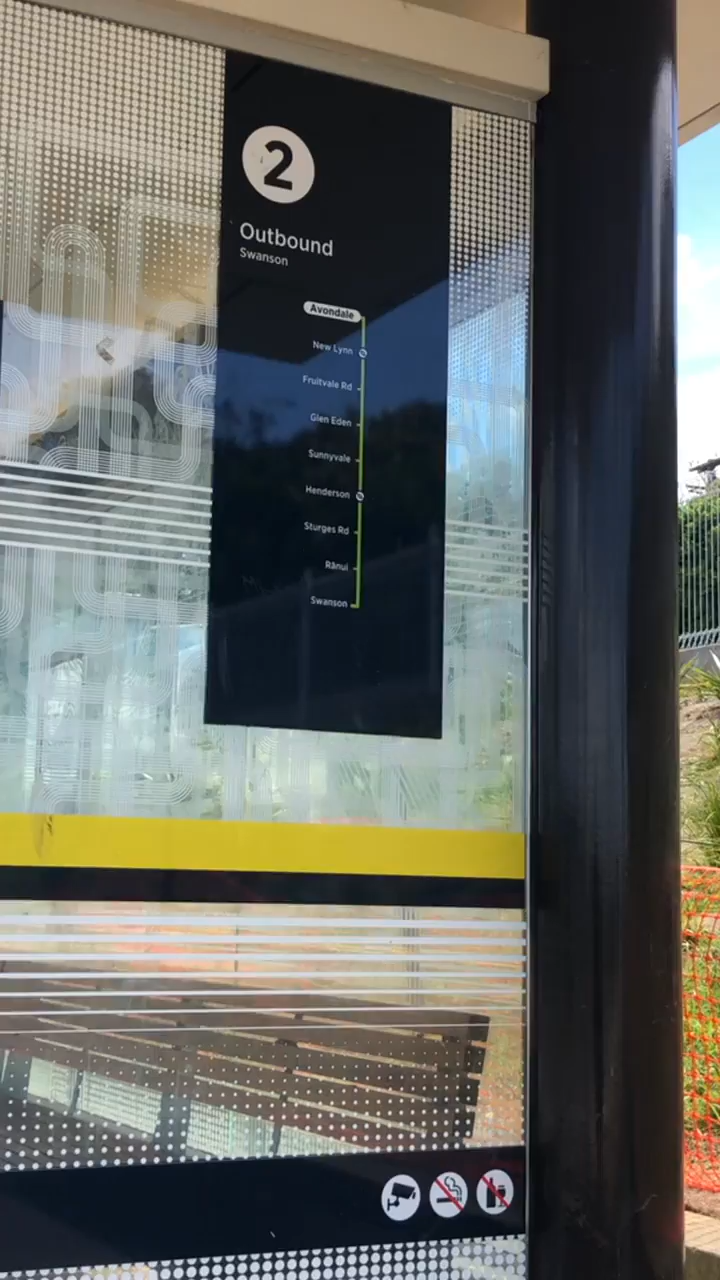 2
Outbound
Swanson
Avondale
New Lynn
Fruitvale Rd
Glen Eden
Sunnyvale
Henderson
Sturges Rd
Rānui
Swanson